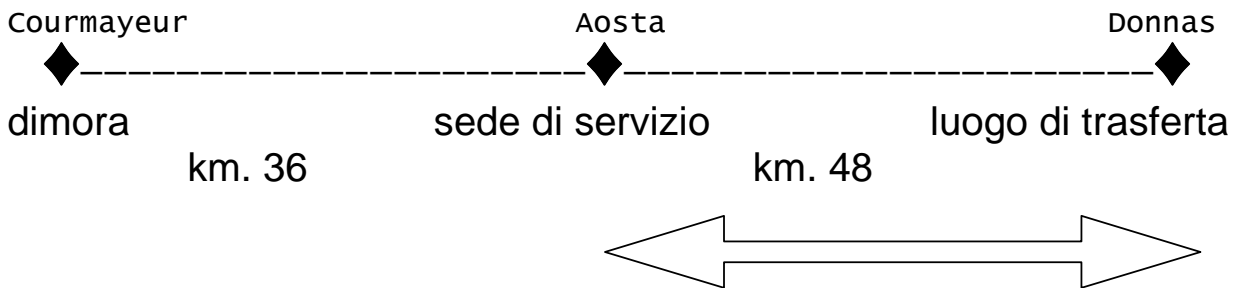 Courmayeur Aosta Donnas
dimora sede di servizio luogo di trasferta
km. 36 km. 48